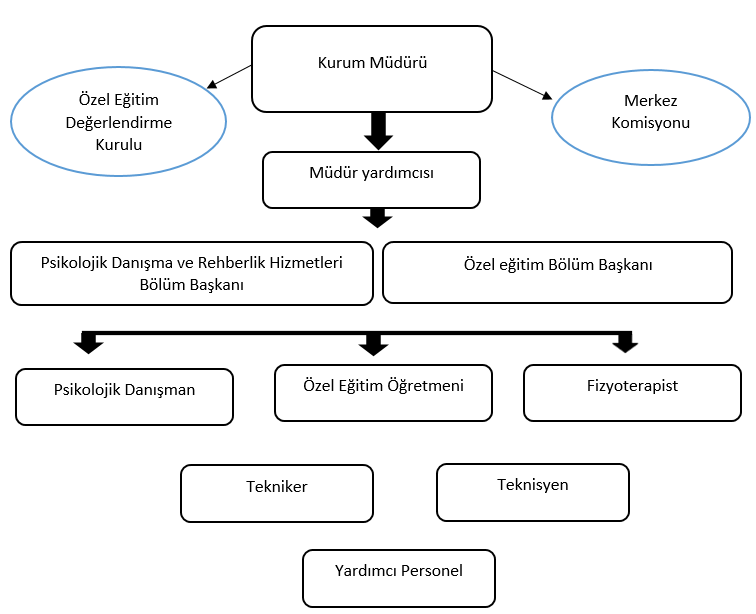 Kurum Müdürü
Özel Eğitim
Değerlendirme
Kurulu
Merkez
Komisyonu
Müdür yardımcısı
Psikolojik Danışma ve Rehberlik Hizmetleri
Bölüm Başkanı
Özel eğitim Bölüm Başkanı
Psikolojik Danışman
Özel Eğitim Öğretmeni
Fizyoterapist
Tekniker
Teknisyen
Yardımcı Personel